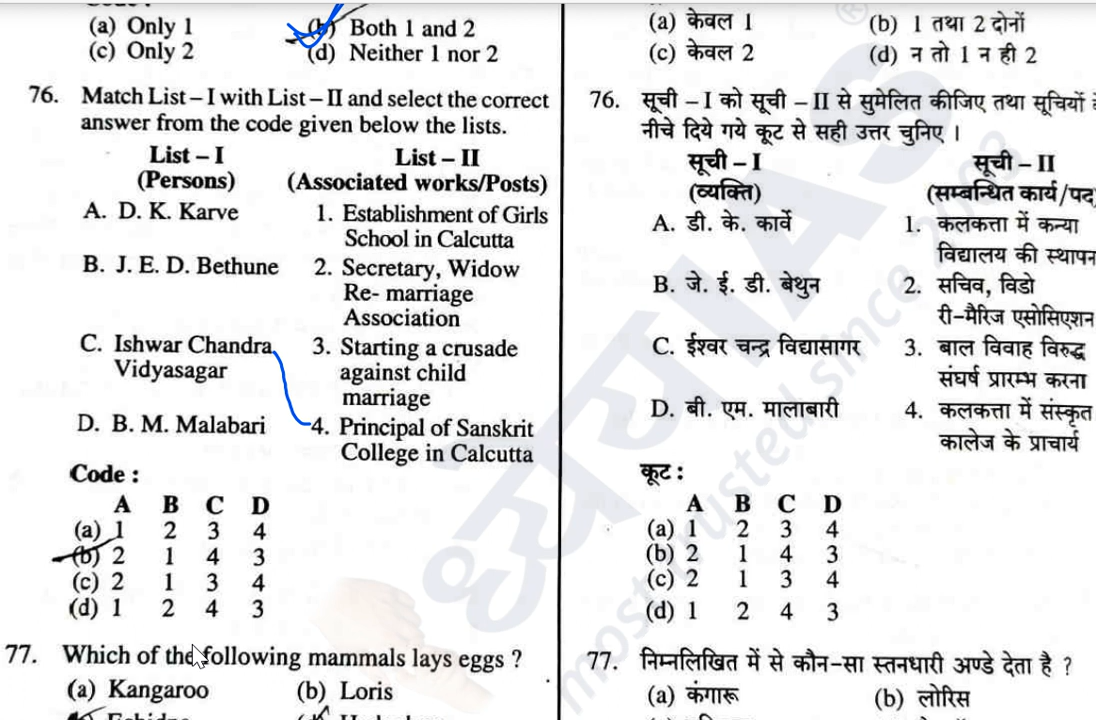 (a) Only 1 (b) Both 1 and 2
(c) Only 2 (d) Neither 1 nor 2
76. Match List – I with List – II and select the correct
answer from the code given below the lists.
List – I List – II
(Persons) (Associated works/Posts)
A. D. K. Karve 1. Establishment of Girls
School in Calcutta
B. J. E. D. Bethune 2. Secretary, Widow
Re- marriage
Association
C. Ishwar Chandra 3. Starting a crusade
Vidyasagar against child
marriage
D. B. M. Malabari 4. Principal of Sanskrit
College in Calcutta
Code :
A B C D
(a) 1 2 3 4
(b) 2 1 4 3
(c) 2 1 3 4
(d) 1 2 4 3
77. Which of the following mammals lays eggs ?
(a) Kangaroo (b) Loris
(a) केवल 1 (b) 1 तथा 2 दोनों
(c) केवल 2 (d) न तो 1 न ही 2
76. सूची – I को सूची – II से सुमेलित कीजिए तथा सूचियों
नीचे दिये गये कूट से सही उत्तर चुनिए ।
सूची – I सूची – II
(व्यक्ति) (सम्बन्धित कार्य/पद)
A. डी. के. कार्वे 1. कलकत्ता में कन्या
विद्यालय की स्थापन
B. जे. ई. डी. बेथुन 2. सचिव, विडो
री-मैरिज एसोसिएशन
C. ईश्वर चन्द्र विद्यासागर 3. बाल विवाह विरुद्ध
संघर्ष प्रारम्भ करना
D. बी. एम. मालाबारी 4. कलकत्ता में संस्कृत
कालेज के प्राचार्य
कूट :
A B C D
(a) 1 2 3 4
(b) 2 1 4 3
(c) 2 1 3 4
(d) 1 2 4 3
77. निम्नलिखित में से कौन-सा स्तनधारी अण्डे देता है ?
(a) कंगारू (b) लोरिस
ध्येय IAS
most trusted since 2003